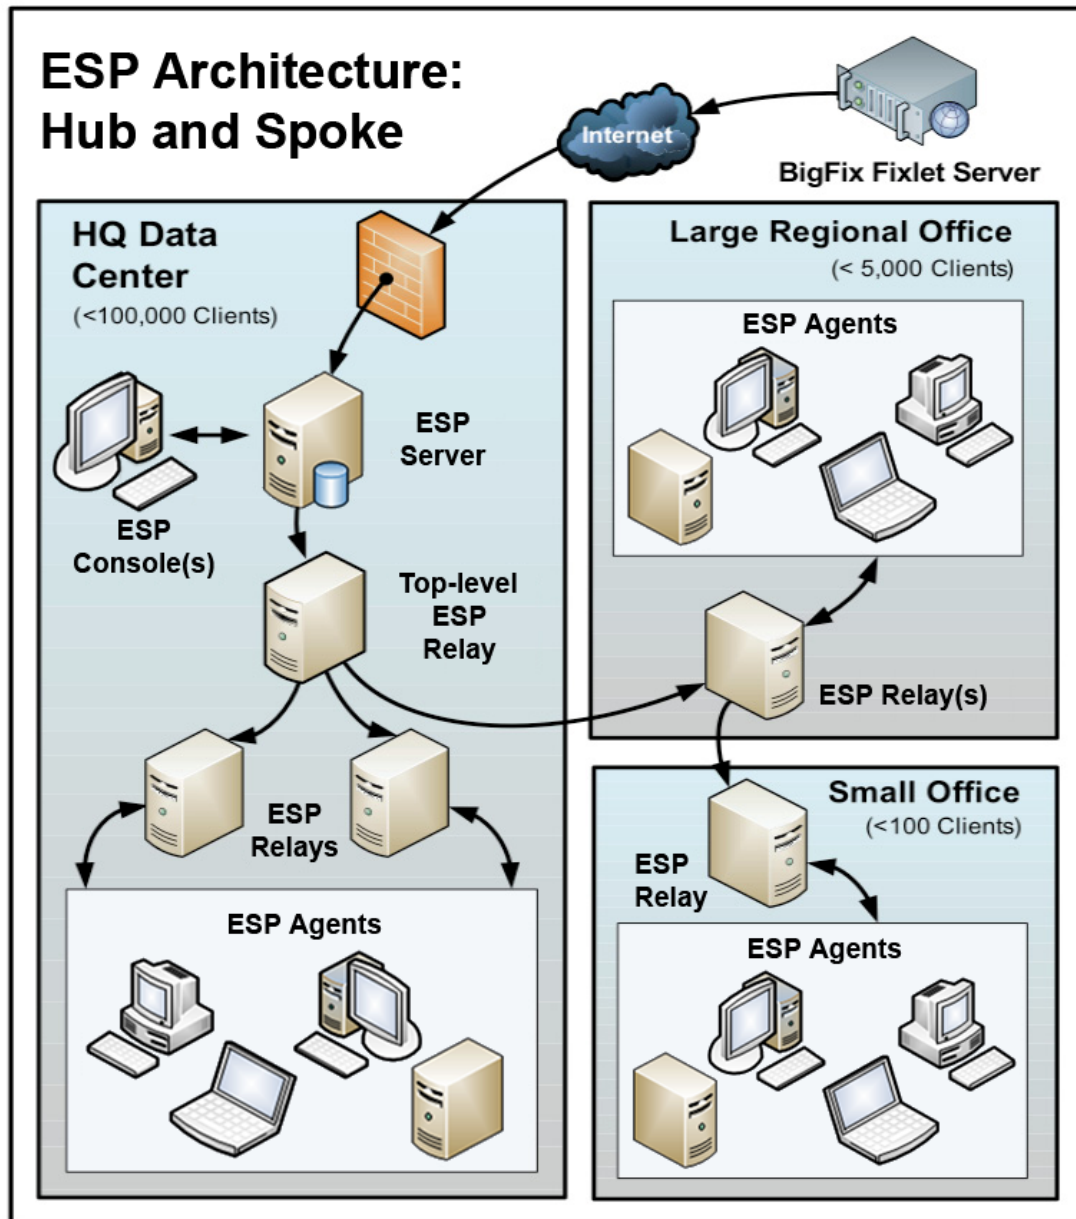 ESP Architecture:
Hub and Spoke
Internet
BigFix Fixlet Server
HQ Data
Center
(<100,000 Clients)
ESP
Server
ESP
Console(s)
Top-level
ESP
Relay
ESP
Relays
ESP Agents
Large Regional Office
(< 5,000 Clients)
ESP Agents
ESP Relay(s)
Small Office
(<100 Clients)
ESP
Relay
ESP Agents